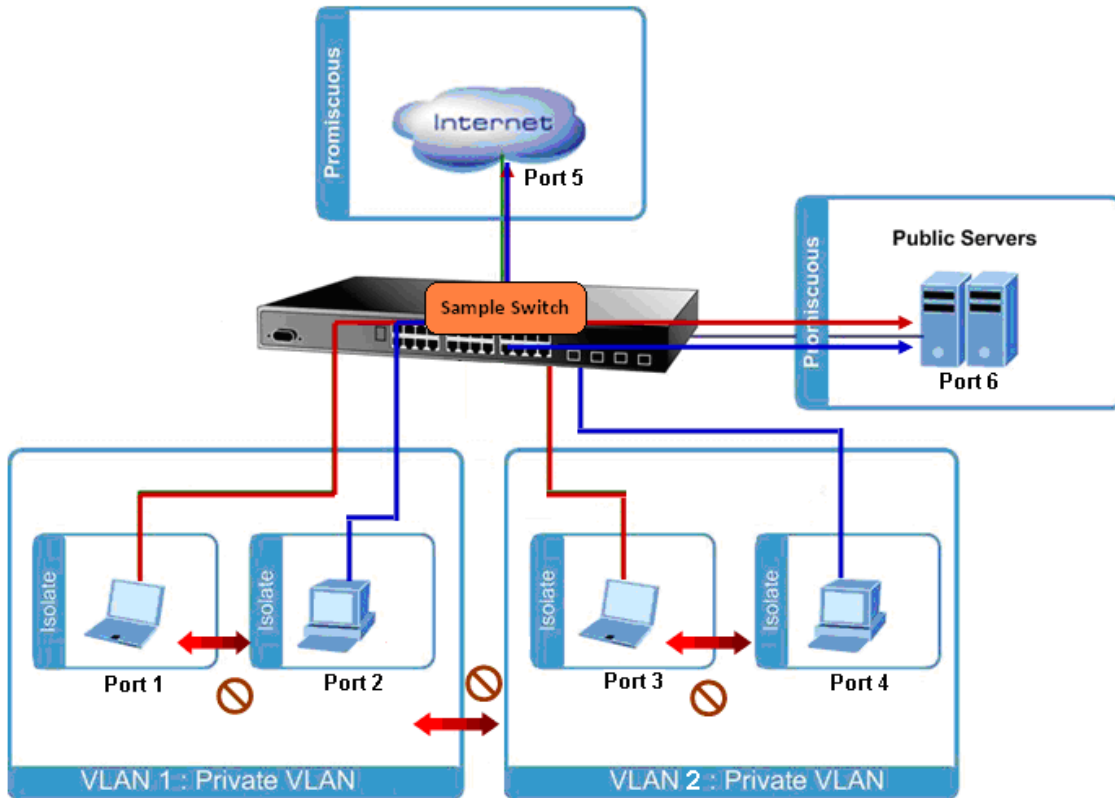 Promiscuous
Internet
Port 5
Sample Switch
Promiscuous
Public Servers
Port 6
Isolate
Port 1
Isolate
Port 2
Isolate
Port 3
Isolate
Port 4
VLAN 1 : Private VLAN
VLAN 2 : Private VLAN